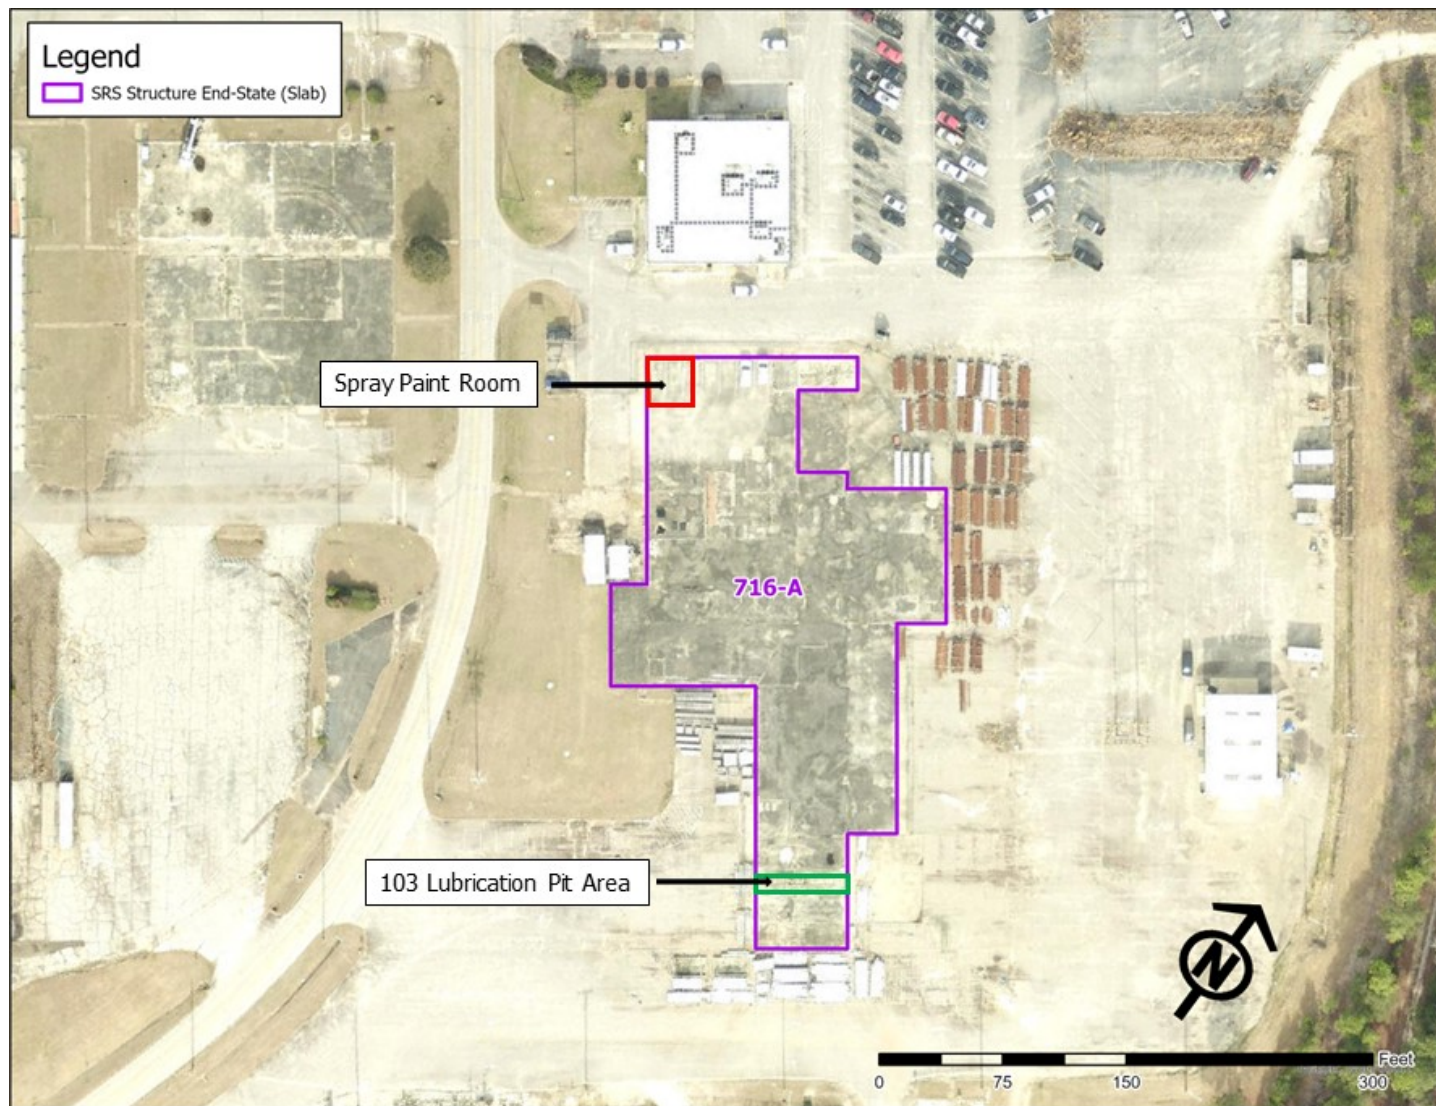 Legend
SRS Structure End-State (Slab)
Spray Paint Room
716-A
103 Lubrication Pit Area
N
Feet
0 75 150 300